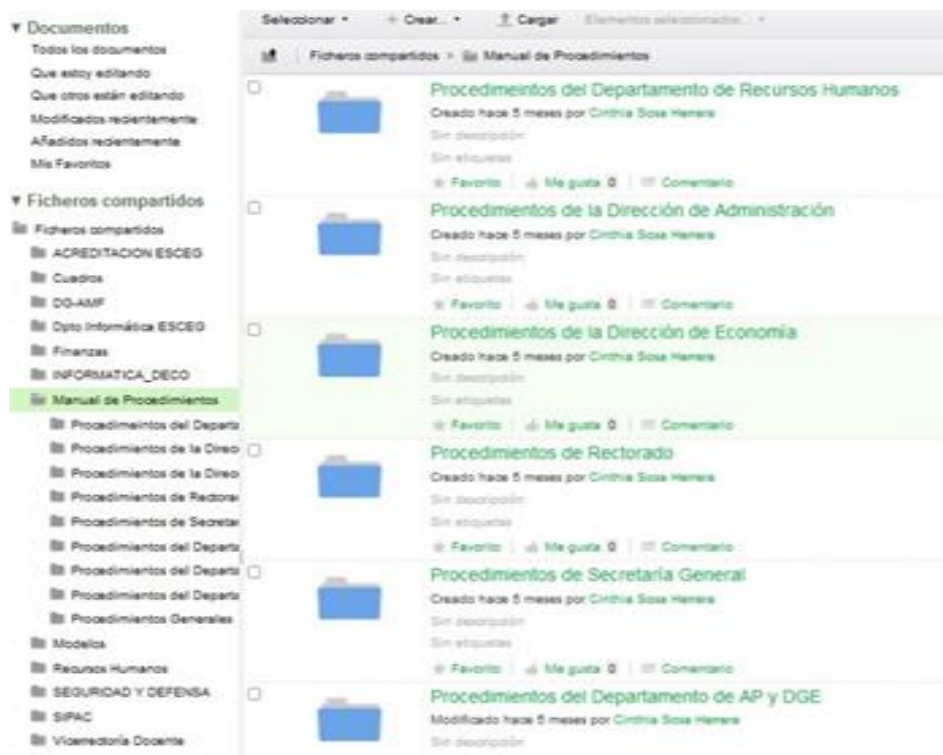 Documentos
Todos los documentos
Que estoy editando
Que otros están editando
Modificados recientemente
Añadidos recientemente
Mis Favoritos
Ficheros compartidos
Ficheros compartidos
ACREDITACION ESCEG
Cuadros
DG-AMF
Dpto Informática ESCEG
Finanzas
INFORMATICA_DECO
Manual de Procedimientos
Procedimeintos del Departa
Procedimientos de la Direc
Procedimientos de la Direc
Procedimientos de Rectora
Procedimientos de Secretar
Procedimientos del Departa
Procedimientos del Departa
Procedimientos del Departa
Procedimientos Generales
Modelos
Recursos Humanos
SEGURIDAD Y DEFENSA
SIPAC
Vicerrectoría Docente
Seleccionar Crear... Cargar Elementos seleccionados...
Ficheros compartidos > Manual de Procedimientos
Procedimeintos del Departamento de Recursos Humanos
Creado hace 5 meses por Cinthia Sosa Herrera
Sin descripción
Sin etiquetas
Favorito Me gusta 0 Comentario
Procedimientos de la Dirección de Administración
Creado hace 5 meses por Cinthia Sosa Herrera
Sin descripción
Sin etiquetas
Favorito Me gusta 0 Comentario
Procedimientos de la Dirección de Economía
Creado hace 5 meses por Cinthia Sosa Herrera
Sin descripción
Sin etiquetas
Favorito Me gusta 0 Comentario
Procedimientos de Rectorado
Creado hace 5 meses por Cinthia Sosa Herrera
Sin descripción
Sin etiquetas
Favorito Me gusta 0 Comentario
Procedimientos de Secretaría General
Creado hace 5 meses por Cinthia Sosa Herrera
Sin descripción
Sin etiquetas
Favorito Me gusta 0 Comentario
Procedimientos del Departamento de AP y DGE
Modificado hace 5 meses por Cinthia Sosa Herrera
Sin descripción